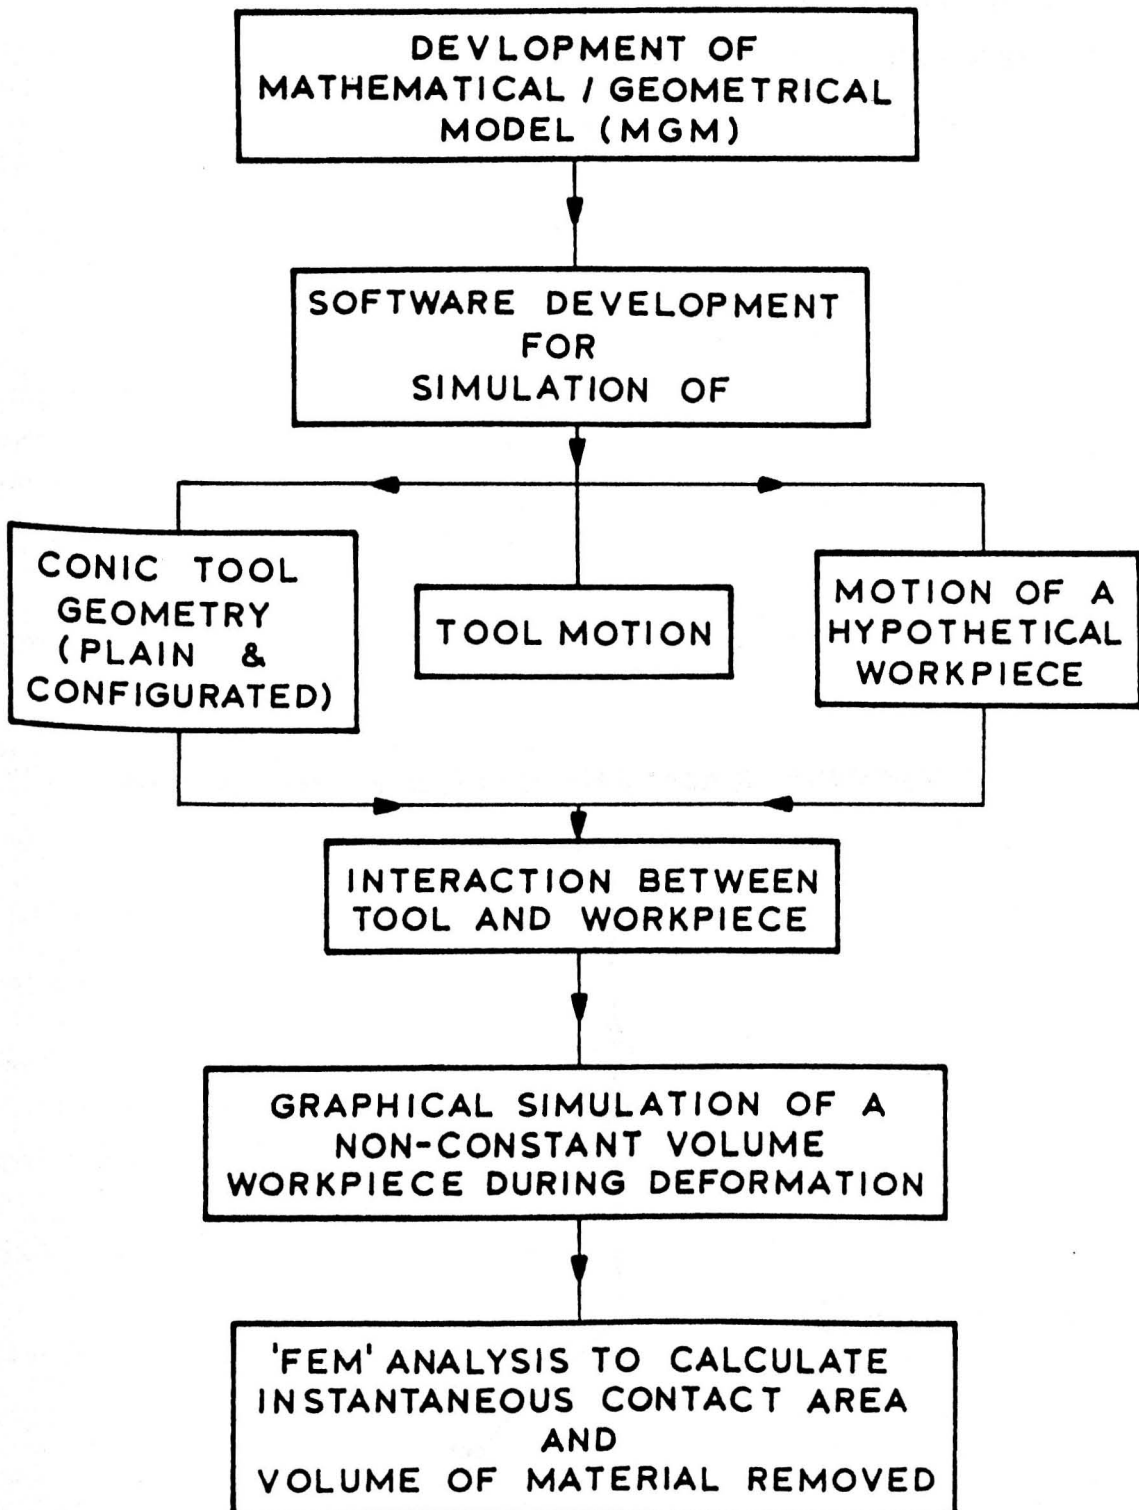 DEVLOPMENT OF
MATHEMATICAL / GEOMETRICAL
MODEL (MGM)
SOFTWARE DEVELOPMENT
FOR
SIMULATION OF
CONIC TOOL
GEOMETRY
(PLAIN &
CONFIGURATED)
TOOL MOTION
MOTION OF A
HYPOTHETICAL
WORKPIECE
INTERACTION BETWEEN
TOOL AND WORKPIECE
GRAPHICAL SIMULATION OF A
NON-CONSTANT VOLUME
WORKPIECE DURING DEFORMATION
'FEM' ANALYSIS TO CALCULATE
INSTANTANEOUS CONTACT AREA
AND
VOLUME OF MATERIAL REMOVED